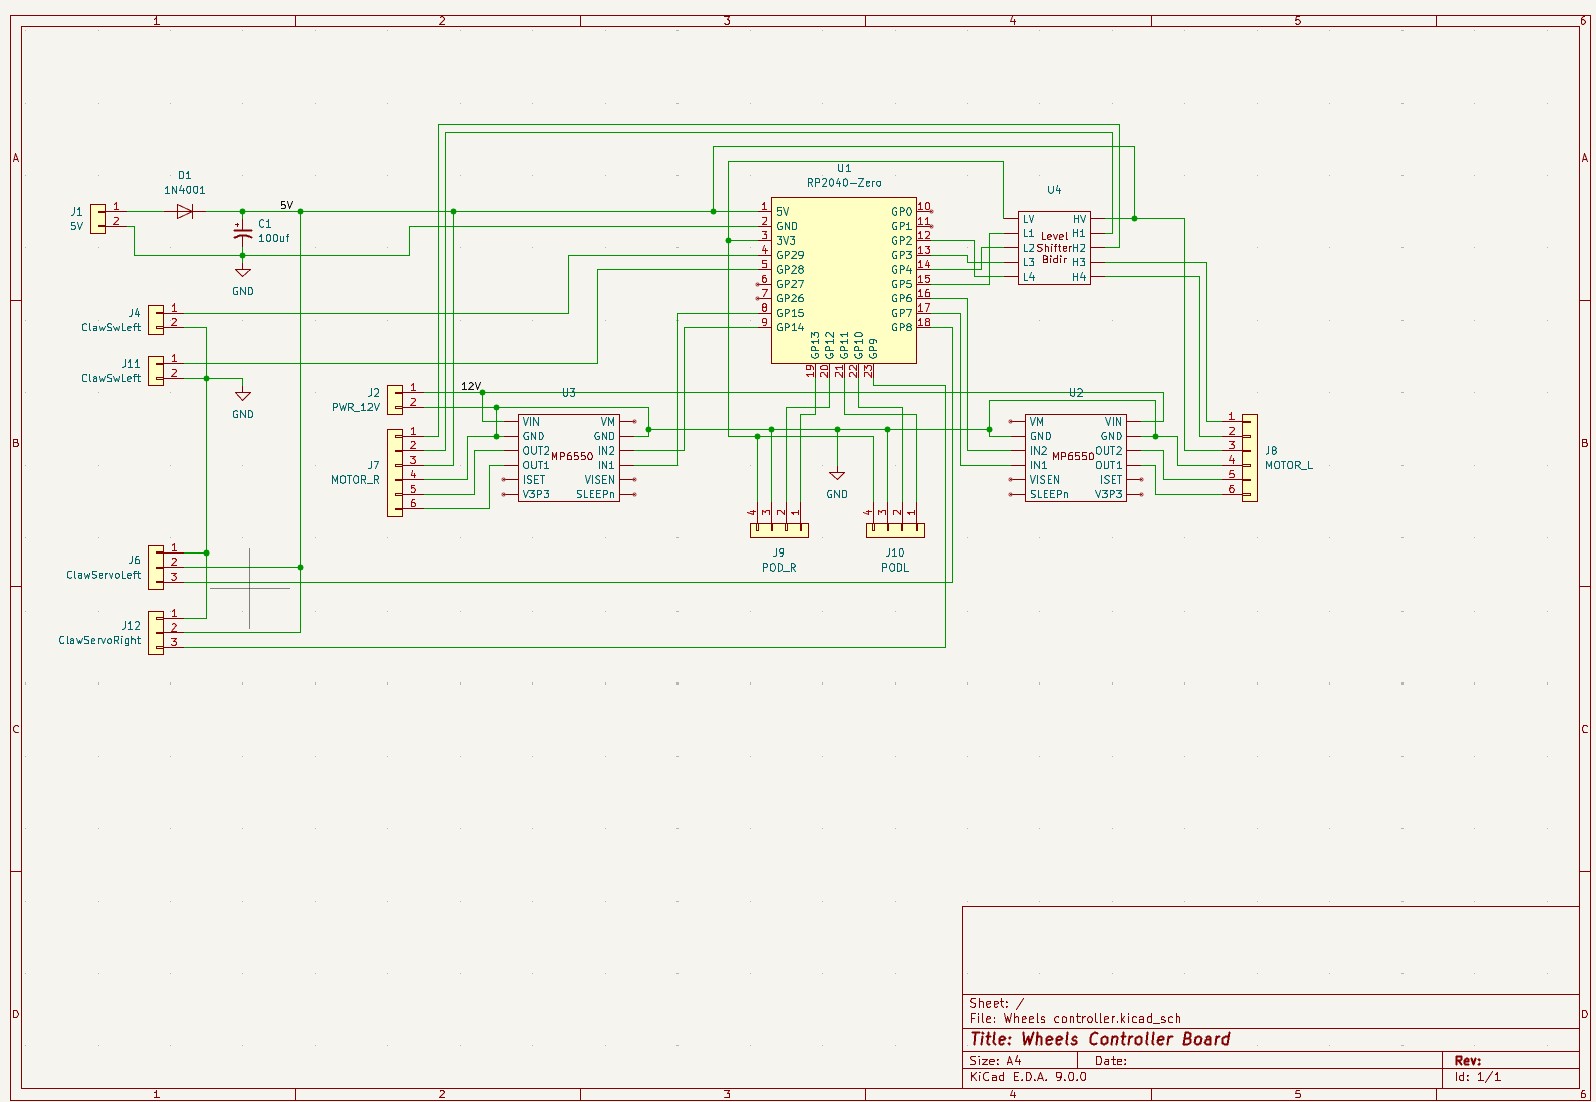 1 2 3 4 5 6
A A
B B
C C
D D
D1
1N4001
J1
5V
1
2
5V
C1
100uf
GND
J4
ClawSwLeft
1
2
J11
ClawSwLeft
1
2
GND
J2
PWR_12V
1
2
12V
J7
MOTOR_R
1
2
3
4
5
6
U3
MP6550
VIN VM
GND GND
OUT2 IN2
OUT1 IN1
ISET VISEN
V3P3 SLEEPn
U1
RP2040-Zero
1 5V GP0 10
2 GND GP1 11
3 3V3 GP2 12
4 GP29 GP3 13
5 GP28 GP4 14
6 GP27 GP5 15
7 GP26 GP6 16
8 GP15 GP7 17
9 GP14 GP8 18
GP13 GP12 GP11 GP10 GP9
19 20 21 22 23
U4
Level
Shifter
Bidir
LV HV
L1 H1
L2 H2
L3 H3
L4 H4
U2
MP6550
VM VIN
GND GND
IN2 OUT2
IN1 OUT1
VISEN ISET
SLEEPn V3P3
1
2
3
4
5
6
J8
MOTOR_L
GND
4 3 2 1
J9
POD_R
4 3 2 1
J10
PODL
J6
ClawServoLeft
1
2
3
J12
ClawServoRight
1
2
3
Sheet: /
File: Wheels controller.kicad_sch
Title: Wheels Controller Board
Size: A4 Date: Rev:
KiCad E.D.A. 9.0.0 Id: 1/1
1 2 3 4 5 6